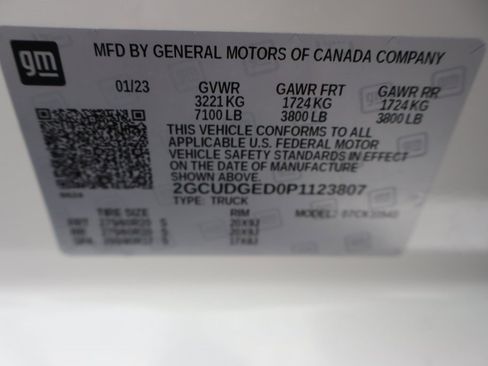 gm
MFD BY GENERAL MOTORS OF CANADA COMPANY
01/23 GVWR GAWR FRT GAWR RR
3221 KG 1724 KG 1724 KG
7100 LB 3800 LB 3800 LB
THIS VEHICLE CONFORMS TO ALL
APPLICABLE U.S. FEDERAL MOTOR
VEHICLE SAFETY STANDARDS IN EFFECT
ON THE DATE OF MANUFACTURE
SHOWN ABOVE.
2GCUDGED0P1123807
TYPE: TRUCK MODEL:
TIRE SIZE RIM
20X9J
20X9J
17X8J